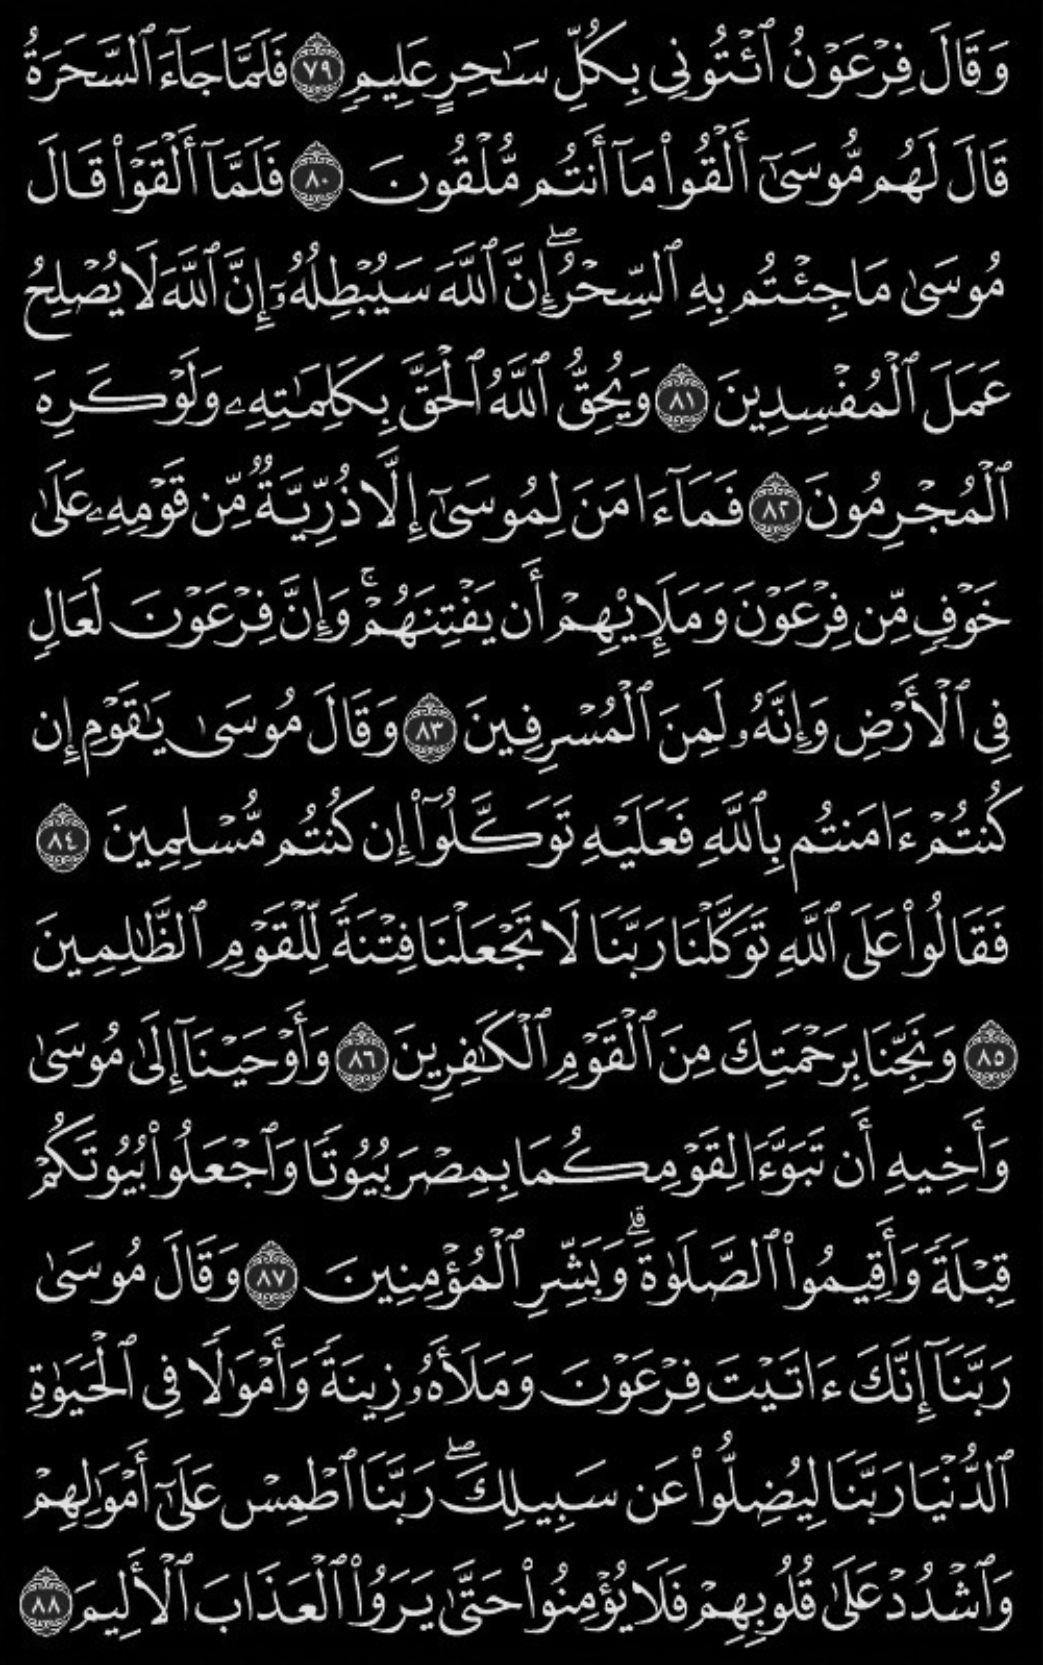 وَقَالَ فِرْعَوْنُ ٱئْتُونِى بِكُلِّ سَـٰحِرٍ عَلِيمٍ ٧٩ فَلَمَّا جَآءَ ٱلسَّحَرَةُ
قَالَ لَهُم مُّوسَىٰٓ أَلْقُوا۟ مَآ أَنتُم مُّلْقُونَ ٨٠ فَلَمَّآ أَلْقَوْا۟ قَالَ
مُوسَىٰ مَا جِئْتُم بِهِ ٱلسِّحْرُ ۖ إِنَّ ٱللَّهَ سَيُبْطِلُهُۥٓ إِنَّ ٱللَّهَ لَا يُصْلِحُ
عَمَلَ ٱلْمُفْسِدِينَ ٨١ وَيُحِقُّ ٱللَّهُ ٱلْحَقَّ بِكَلِمَـٰتِهِۦ وَلَوْ كَرِهَ
ٱلْمُجْرِمُونَ ٨٢ فَمَآ ءَامَنَ لِمُوسَىٰٓ إِلَّا ذُرِّيَّةٌ مِّن قَوْمِهِۦ عَلَىٰ
خَوْفٍ مِّن فِرْعَوْنَ وَمَلَإِي۟هِمْ أَن يَفْتِنَهُمْ ۚ وَإِنَّ فِرْعَوْنَ لَعَالٍ
فِى ٱلْأَرْضِ وَإِنَّهُۥ لَمِنَ ٱلْمُسْرِفِينَ ٨٣ وَقَالَ مُوسَىٰ يَـٰقَوْمِ إِن
كُنتُمْ ءَامَنتُم بِٱللَّهِ فَعَلَيْهِ تَوَكَّلُوٓا۟ إِن كُنتُم مُّسْلِمِينَ ٨٤
فَقَالُوا۟ عَلَى ٱللَّهِ تَوَكَّلْنَا رَبَّنَا لَا تَجْعَلْنَا فِتْنَةً لِّلْقَوْمِ ٱلظَّـٰلِمِينَ
٨٥ وَنَجِّنَا بِرَحْمَتِكَ مِنَ ٱلْقَوْمِ ٱلْكَـٰفِرِينَ ٨٦ وَأَوْحَيْنَآ إِلَىٰ مُوسَىٰ
وَأَخِيهِ أَن تَبَوَّءَا لِقَوْمِكُمَا بِمِصْرَ بُيُوتًا وَٱجْعَلُوا۟ بُيُوتَكُمْ
قِبْلَةً وَأَقِيمُوا۟ ٱلصَّلَوٰةَ ۗ وَبَشِّرِ ٱلْمُؤْمِنِينَ ٨٧ وَقَالَ مُوسَىٰ
رَبَّنَآ إِنَّكَ ءَاتَيْتَ فِرْعَوْنَ وَمَلَأَهُۥ زِينَةً وَأَمْوَٰلًا فِى ٱلْحَيَوٰةِ
ٱلدُّنْيَا رَبَّنَا لِيُضِلُّوا۟ عَن سَبِيلِكَ ۖ رَبَّنَا ٱطْمِسْ عَلَىٰٓ أَمْوَٰلِهِمْ
وَٱشْدُدْ عَلَىٰ قُلُوبِهِمْ فَلَا يُؤْمِنُوا۟ حَتَّىٰ يَرَوُا۟ ٱلْعَذَابَ ٱلْأَلِيمَ ٨٨